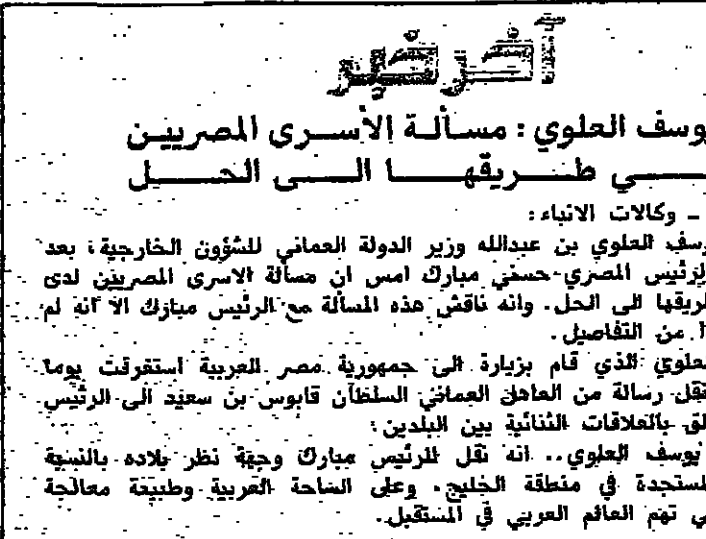 آخر خبر
يوسف العلوي : مسألة الأسرى المصريين
في طريقها الى الحل
ـ وكالات الانباء :
يوسف العلوي بن عبدالله وزير الدولة العماني للشؤون الخارجية ، بعد
الرئيس المصري حسني مبارك امس ان مسألة الاسرى المصريين لدى
طريقها الى الحل . وانه ناقش هذه المسألة مع الرئيس مبارك الا انه لم
عن التفاصيل .
العلوي الذي قام بزيارة الى جمهورية مصر العربية استغرقت يوما
نقل رسالة من العاهل العماني السلطان قابوس بن سعيد الى الرئيس
بالعلاقات الثنائية بين البلدين :
يوسف العلوي .. انه نقل للرئيس مبارك وجهة نظر بلاده بالنسبة
المستجدة في منطقة الخليج . وعلى الساحة العربية وطبيعة معالجة
تهم العالم العربي في المستقبل .